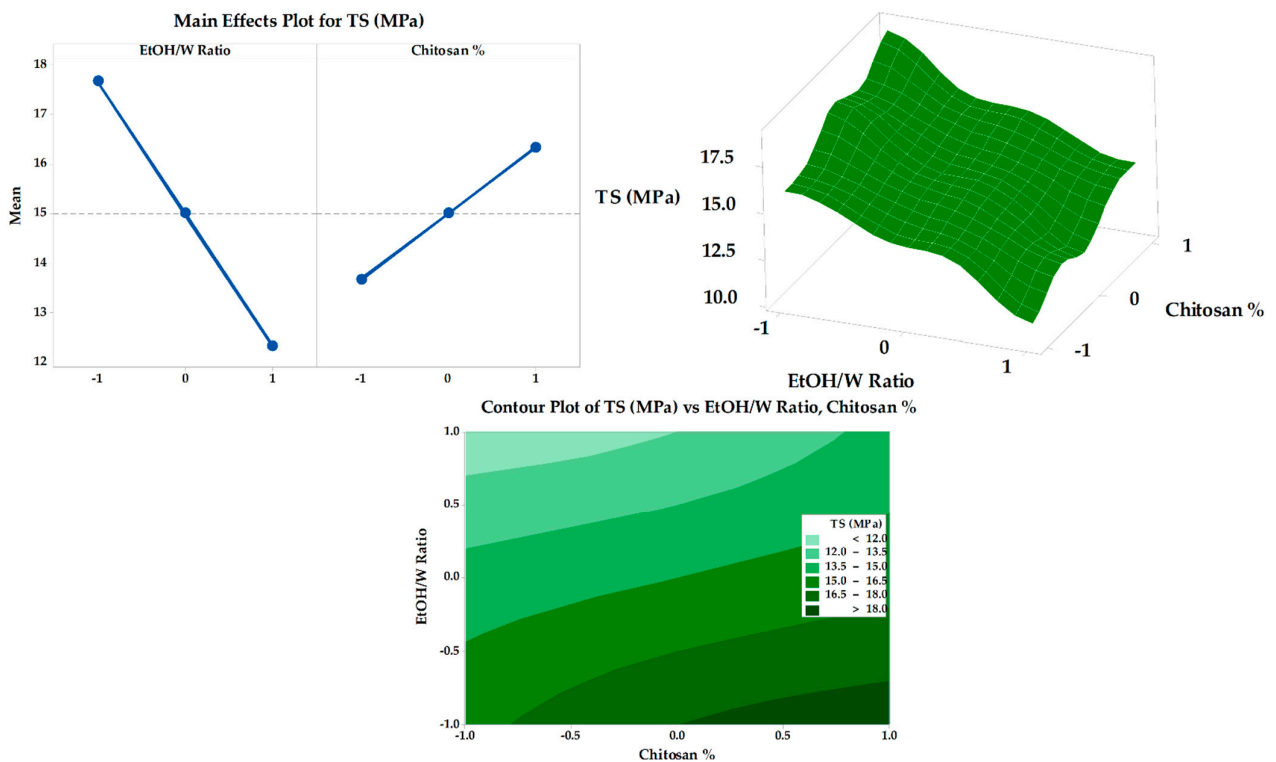 Main Effects Plot for TS (MPa)
EtOH/W Ratio
Chitosan %
Mean
18
17
16
15
14
13
12
-1
0
1
-1
0
1
TS (MPa)
17.5
15.0
12.5
10.0
-1
0
1
EtOH/W Ratio
1
0
-1
Chitosan %
Contour Plot of TS (MPa) vs EtOH/W Ratio, Chitosan %
EtOH/W Ratio
1.0
0.5
0.0
-0.5
-1.0
-1.0
-0.5
0.0
0.5
1.0
Chitosan %
TS (MPa)
< 12.0
12.0 – 13.5
13.5 – 15.0
15.0 – 16.5
16.5 – 18.0
> 18.0